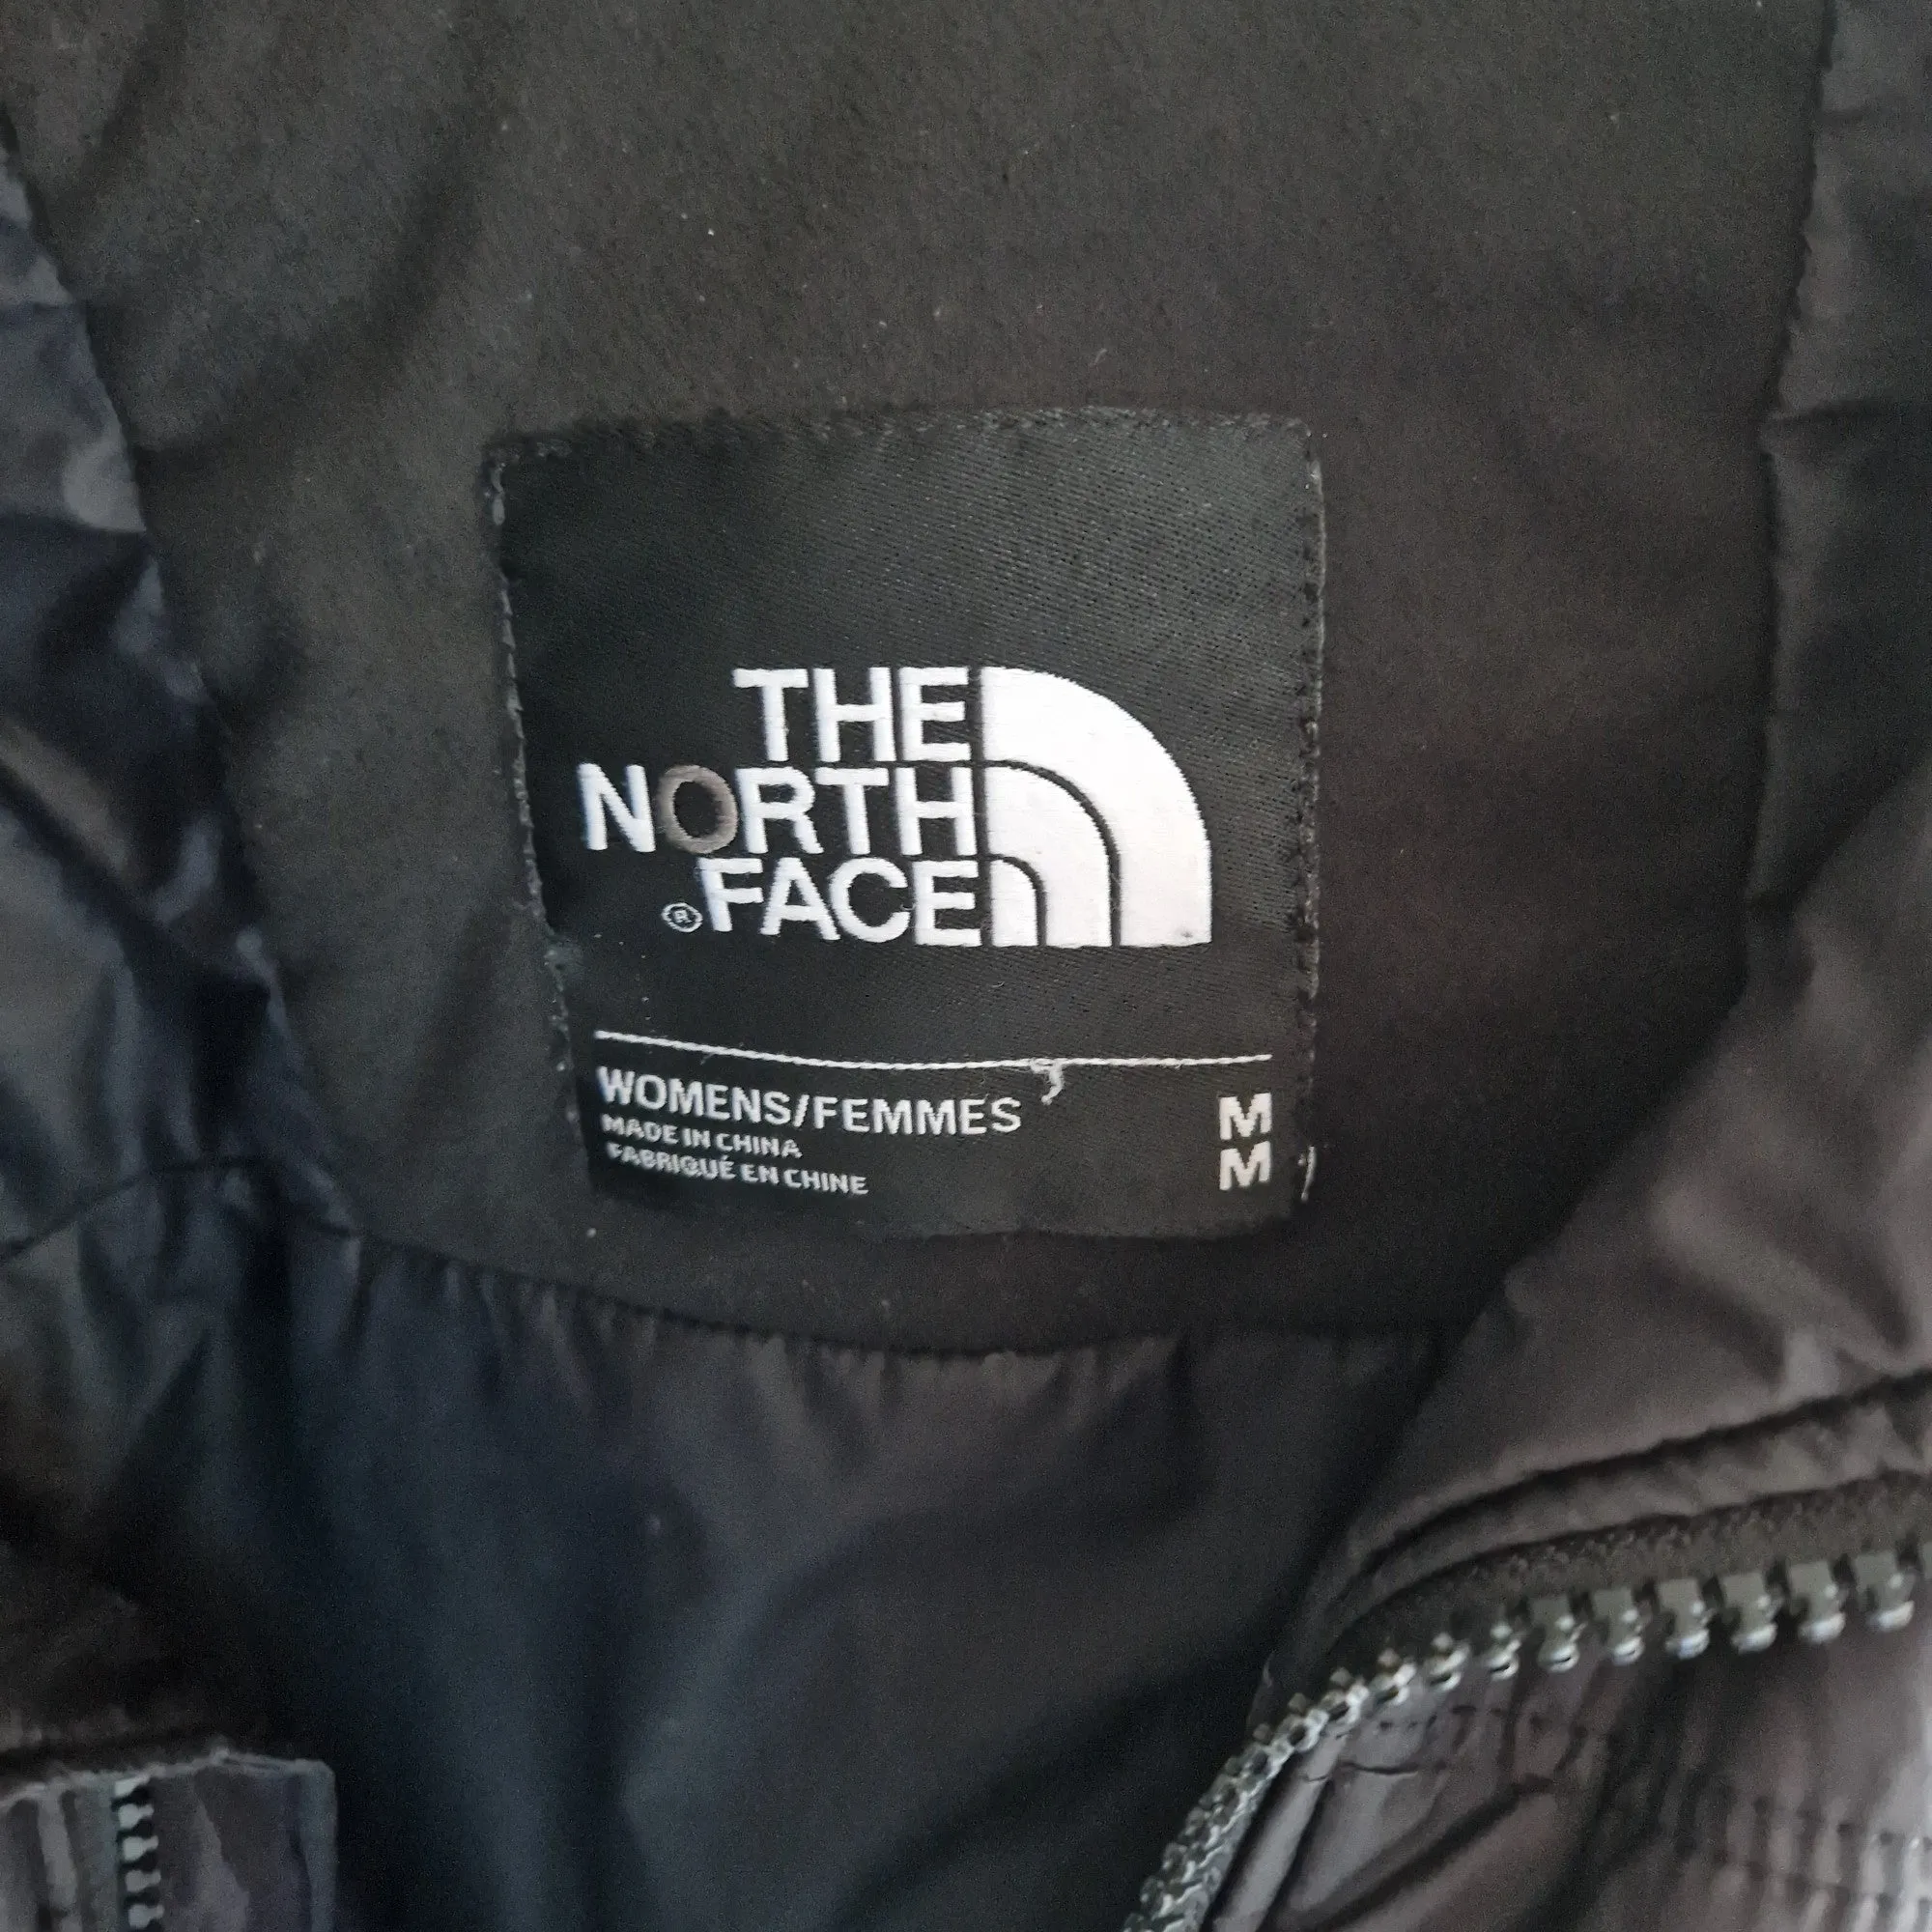 THE
NORTH
® FACE
WOMENS/FEMMES M
MADE IN CHINA
FABRIQUÉ EN CHINE M